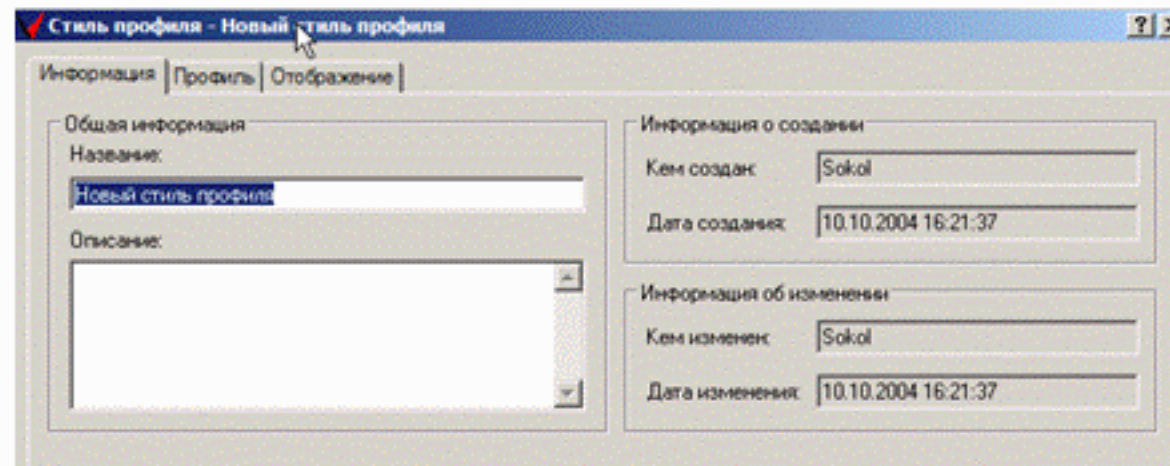 Стиль профиля - Новый стиль профиля
Информация Профиль Отображение
Общая информация
Название:
Новый стиль профиля
Описание:
Информация о создании
Кем создан: Sokol
Дата создания: 10.10.2004 16:21:37
Информация об изменении
Кем изменен: Sokol
Дата изменения: 10.10.2004 16:21:37